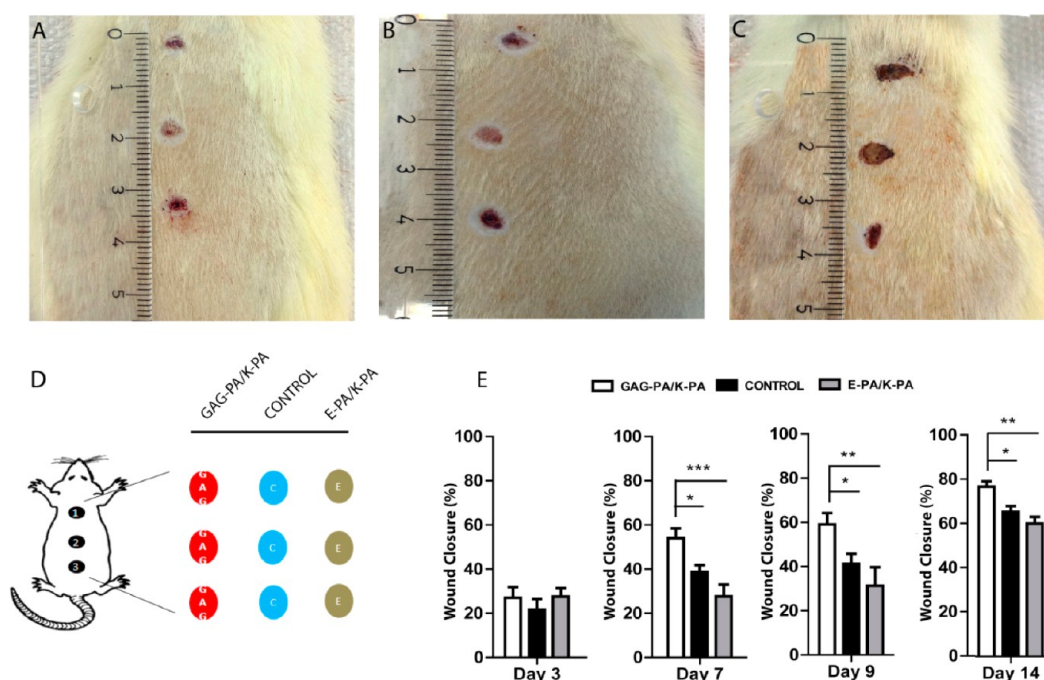 A
0
1
2
3
4
5
B
0
1
2
3
4
5
C
0
1
2
3
4
5
D
GAG-PA/K-PA
CONTROL
E-PA/K-PA
1
2
3
GAG
C
E
GAG
C
E
GAG
C
E
E
GAG-PA/K-PA
CONTROL
E-PA/K-PA
Wound Closure (%)
100
80
60
40
20
0
Day 3
Wound Closure (%)
100
80
60
40
20
0
***
*
Day 7
Wound Closure (%)
100
80
60
40
20
0
**
*
Day 9
Wound Closure (%)
100
80
60
40
20
0
**
*
Day 14